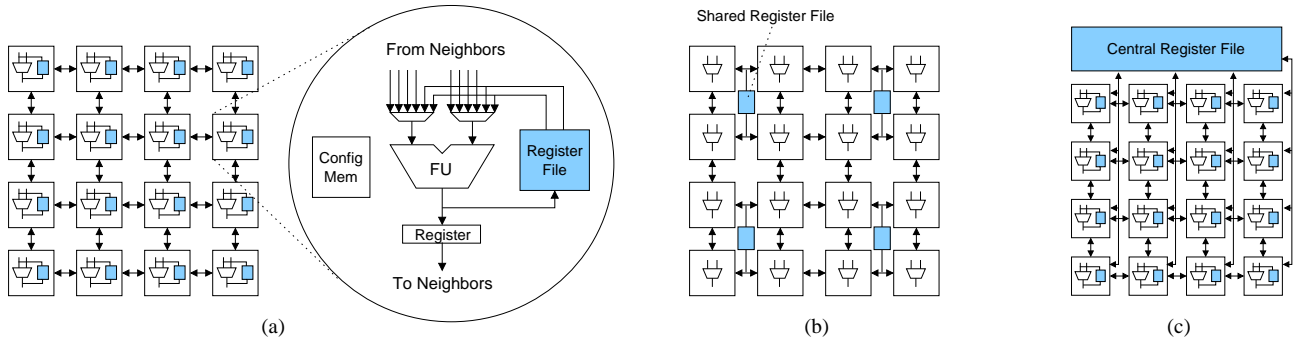 From Neighbors
Config
Mem
FU
Register
File
Register
To Neighbors
(a)
Shared Register File
(b)
Central Register File
(c)